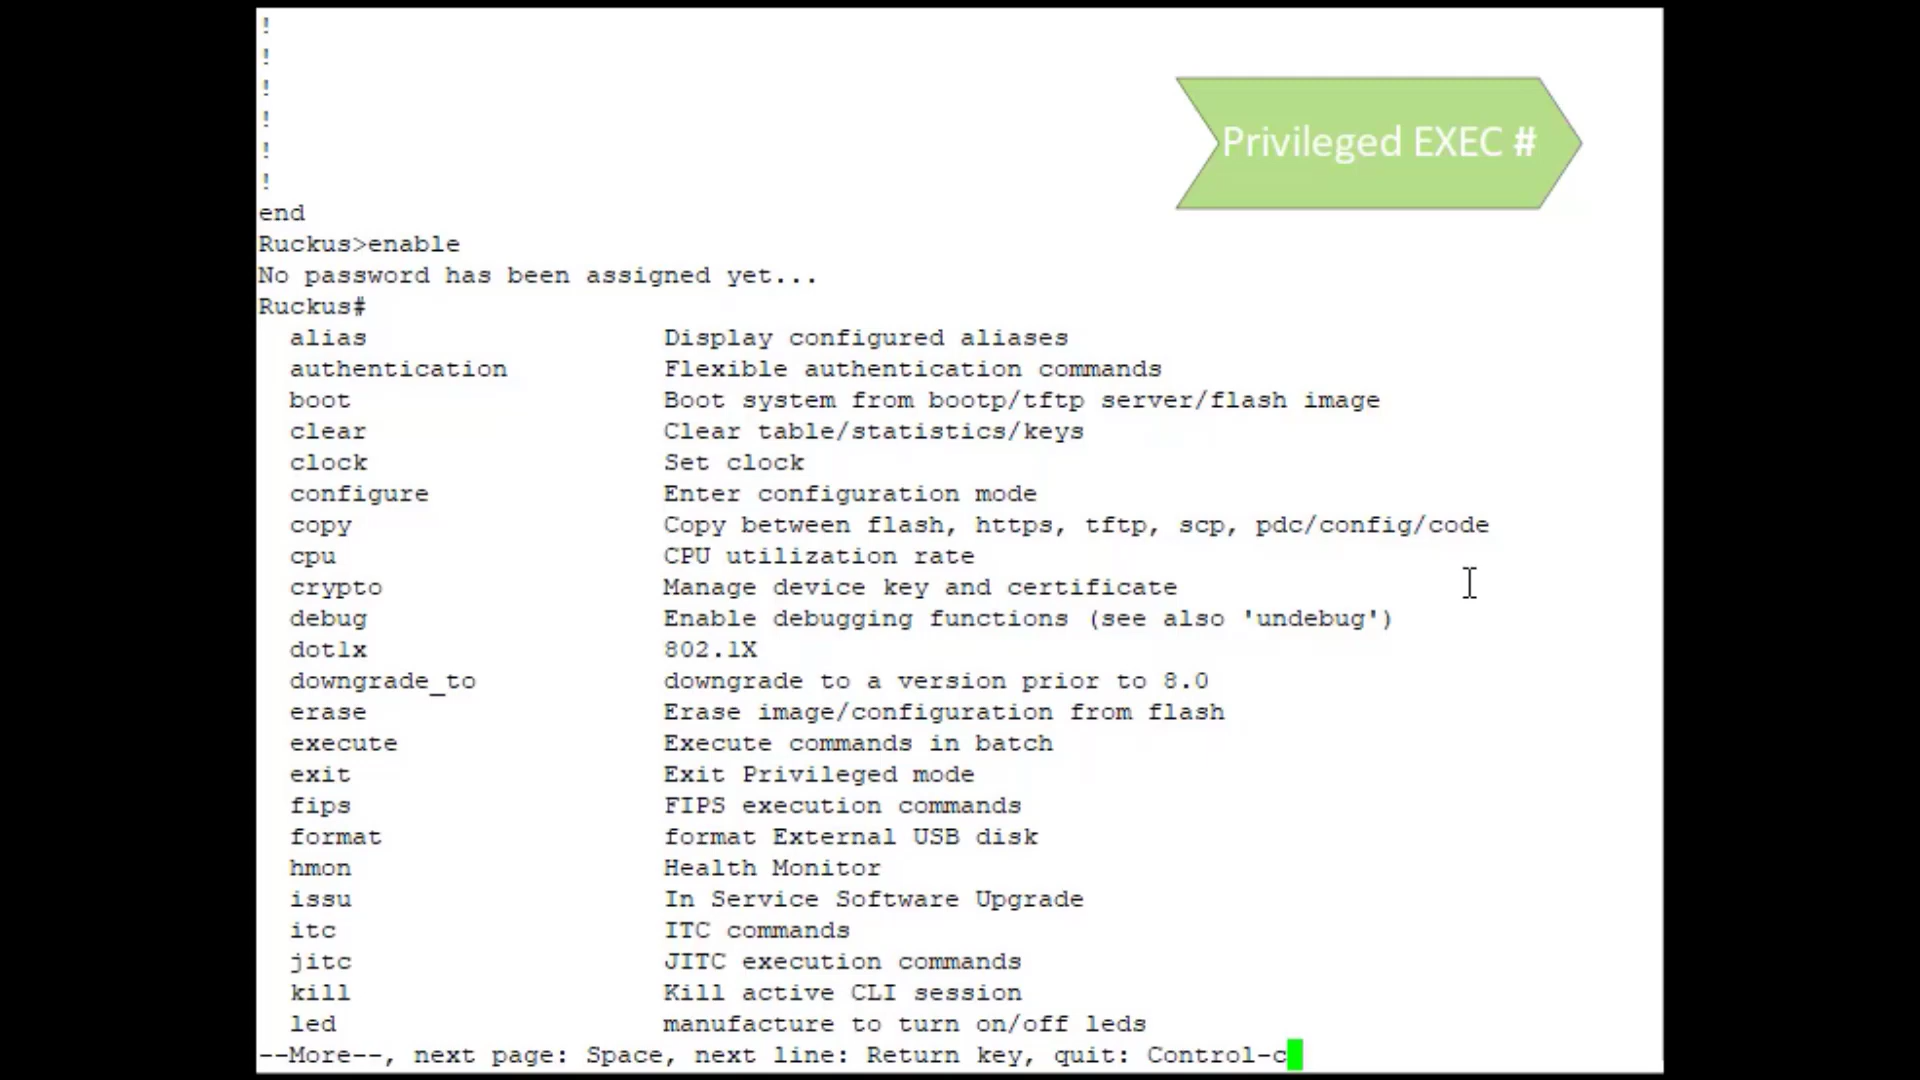 !
!
!
!
!
!
Privileged EXEC #
end
Ruckus>enable
No password has been assigned yet...
Ruckus#
alias Display configured aliases
authentication Flexible authentication commands
boot Boot system from bootp/tftp server/flash image
clear Clear table/statistics/keys
clock Set clock
configure Enter configuration mode
copy Copy between flash, https, tftp, scp, pdc/config/code
cpu CPU utilization rate
crypto Manage device key and certificate
debug Enable debugging functions (see also 'undebug')
dot1x 802.1X
downgrade_to downgrade to a version prior to 8.0
erase Erase image/configuration from flash
execute Execute commands in batch
exit Exit Privileged mode
fips FIPS execution commands
format format External USB disk
hmon Health Monitor
issu In Service Software Upgrade
itc ITC commands
jitc JITC execution commands
kill Kill active CLI session
led manufacture to turn on/off leds
--More--, next page: Space, next line: Return key, quit: Control-c